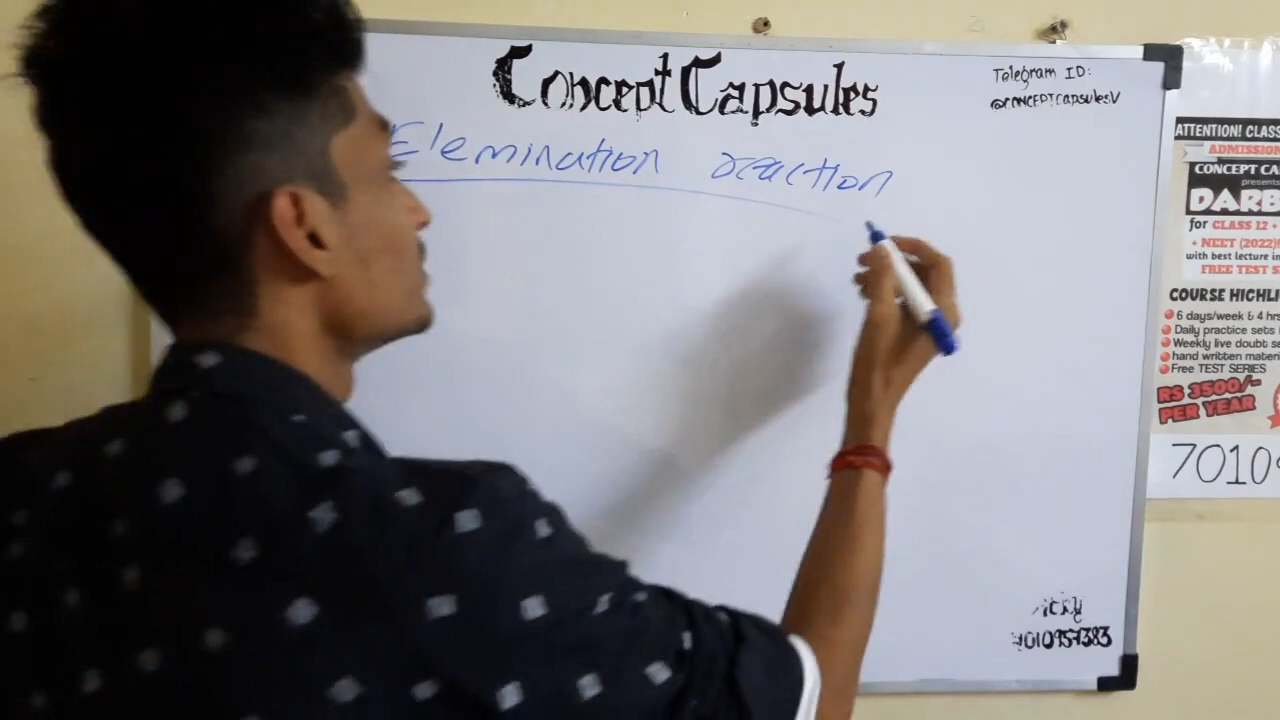 Concept Capsules
Telegram ID:
@CONCEPTCapsulesV
Elemination reaction
ATTENTION! CLASS
ADMISSION
CONCEPT CA
presents
DARB
for CLASS 12 +
+ NEET (2022)
with best lecture in
FREE TEST S
COURSE HIGHLI
6 days/week & 4 hrs
Daily practice sets
Weekly live doubt se
hand written materi
Free TEST SERIES
RS 3500/-
PER YEAR
7010
7010957383